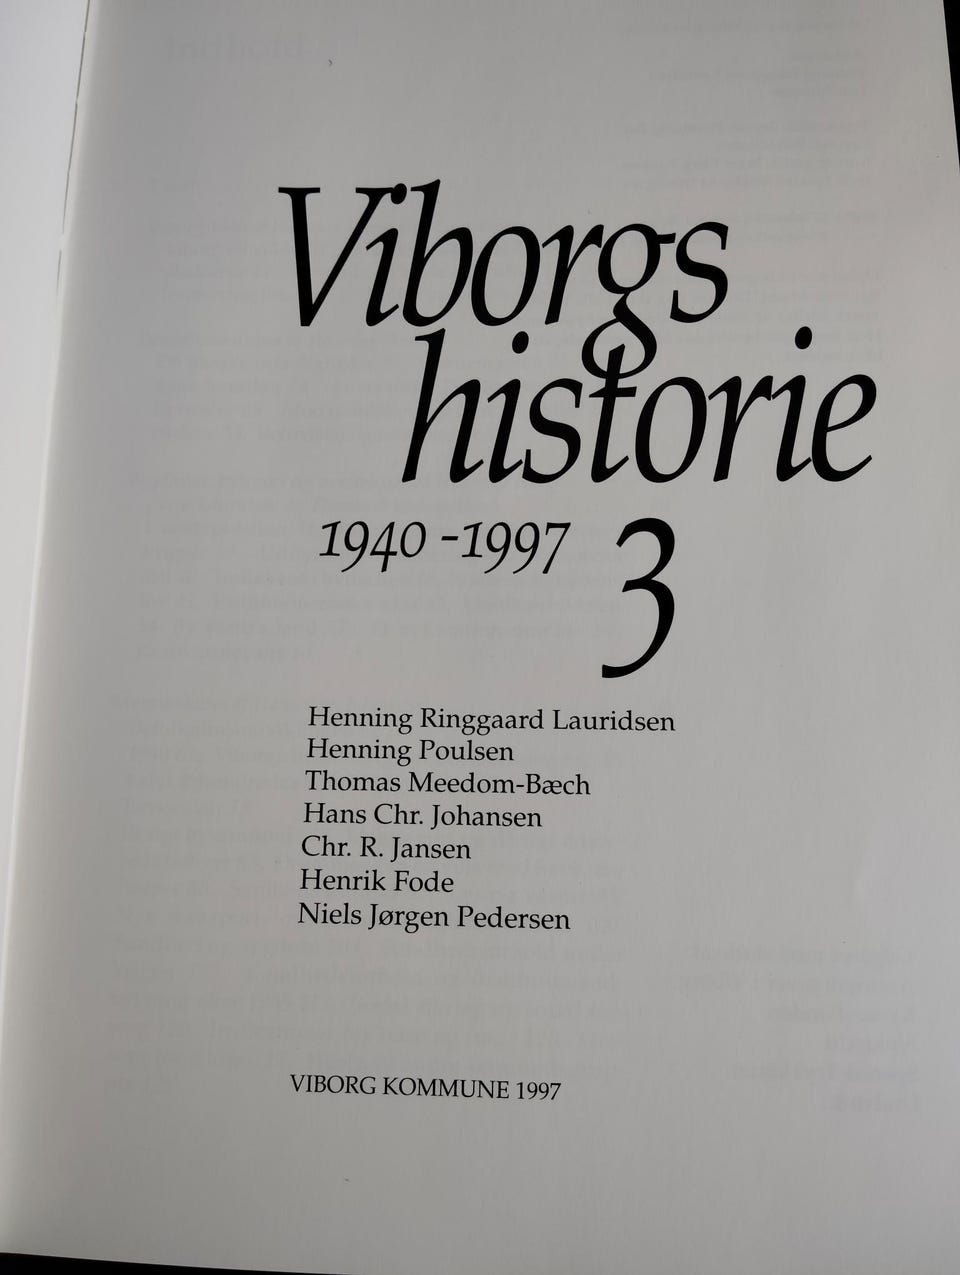 Viborgs
historie
1940-1997 3
Henning Ringgaard Lauridsen
Henning Poulsen
Thomas Meedom-Bæch
Hans Chr. Johansen
Chr. R. Jansen
Henrik Fode
Niels Jørgen Pedersen
VIBORG KOMMUNE 1997